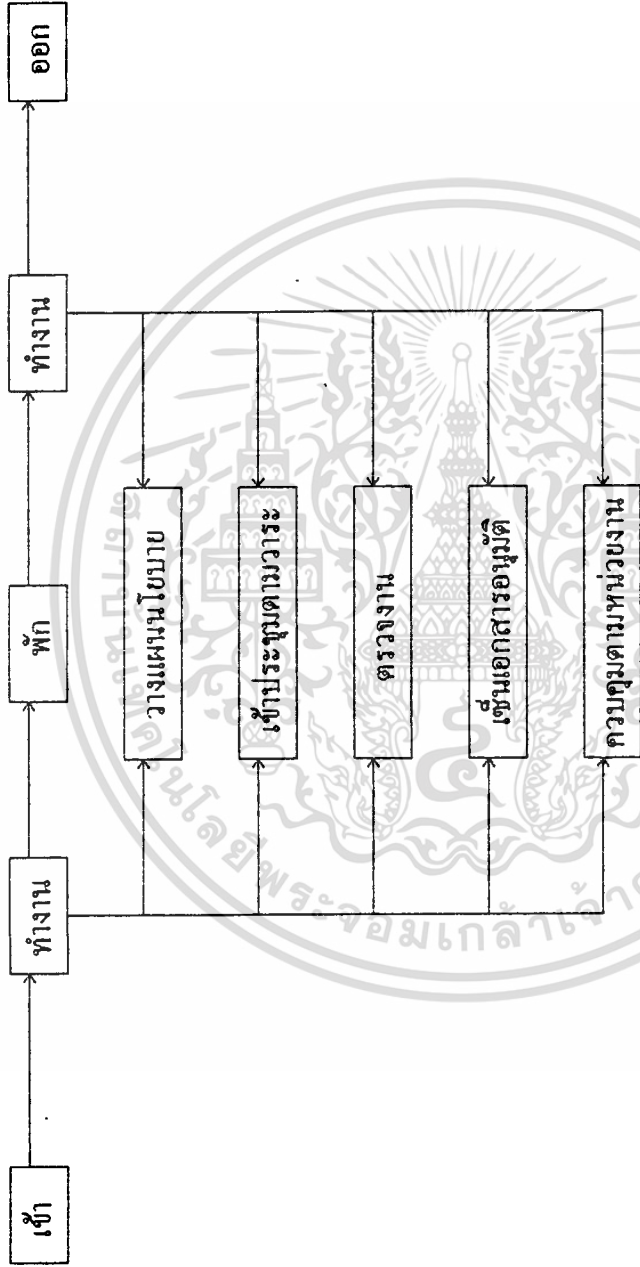 เข้า
ทำงาน
พัก
ทำงาน
ออก
วางแผนนโยบาย
เข้าประชุมตามวาระ
ตรวจงาน
เซ็นเอกสารอนุมัติ
ควบคุมตามหน่วยงาน